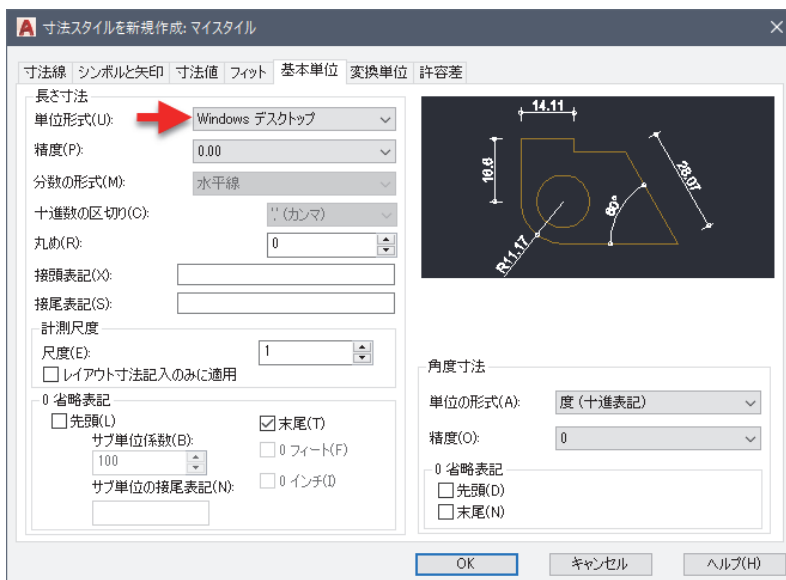 寸法スタイルを新規作成: マイスタイル
寸法線 シンボルと矢印 寸法値 フィット 基本単位 変換単位 許容差
長さ寸法
単位形式(U): Windows デスクトップ
精度(P): 0.00
分数の形式(M): 水平線
十進数の区切り(C): ',' (カンマ)
丸め(R): 0
接頭表記(X):
接尾表記(S):
計測尺度
尺度(E): 1
レイアウト寸法記入のみに適用
0 省略表記
先頭(L) 末尾(T)
サブ単位係数(B): 0 フィート(F)
100
サブ単位の接尾表記(N): 0 インチ(I)
14.11
16.6
28.07
60°
R11.17
角度寸法
単位の形式(A): 度 (十進表記)
精度(O): 0
0 省略表記
先頭(D)
末尾(N)
OK キャンセル ヘルプ(H)